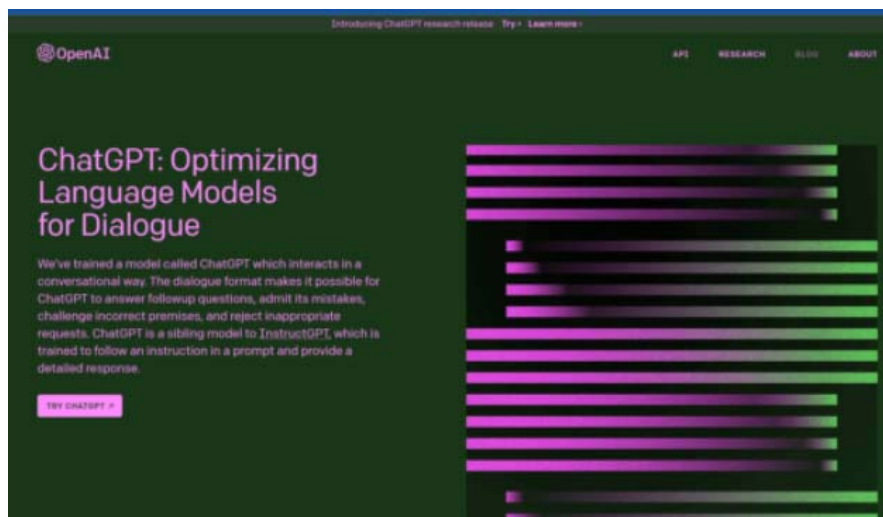 Introducing ChatGPT research release Try › Learn more ›
OpenAI
API RESEARCH BLOG ABOUT
ChatGPT: Optimizing
Language Models
for Dialogue
We've trained a model called ChatGPT which interacts in a
conversational way. The dialogue format makes it possible for
ChatGPT to answer followup questions, admit its mistakes,
challenge incorrect premises, and reject inappropriate
requests. ChatGPT is a sibling model to InstructGPT, which is
trained to follow an instruction in a prompt and provide a
detailed response.
TRY CHATGPT ↗